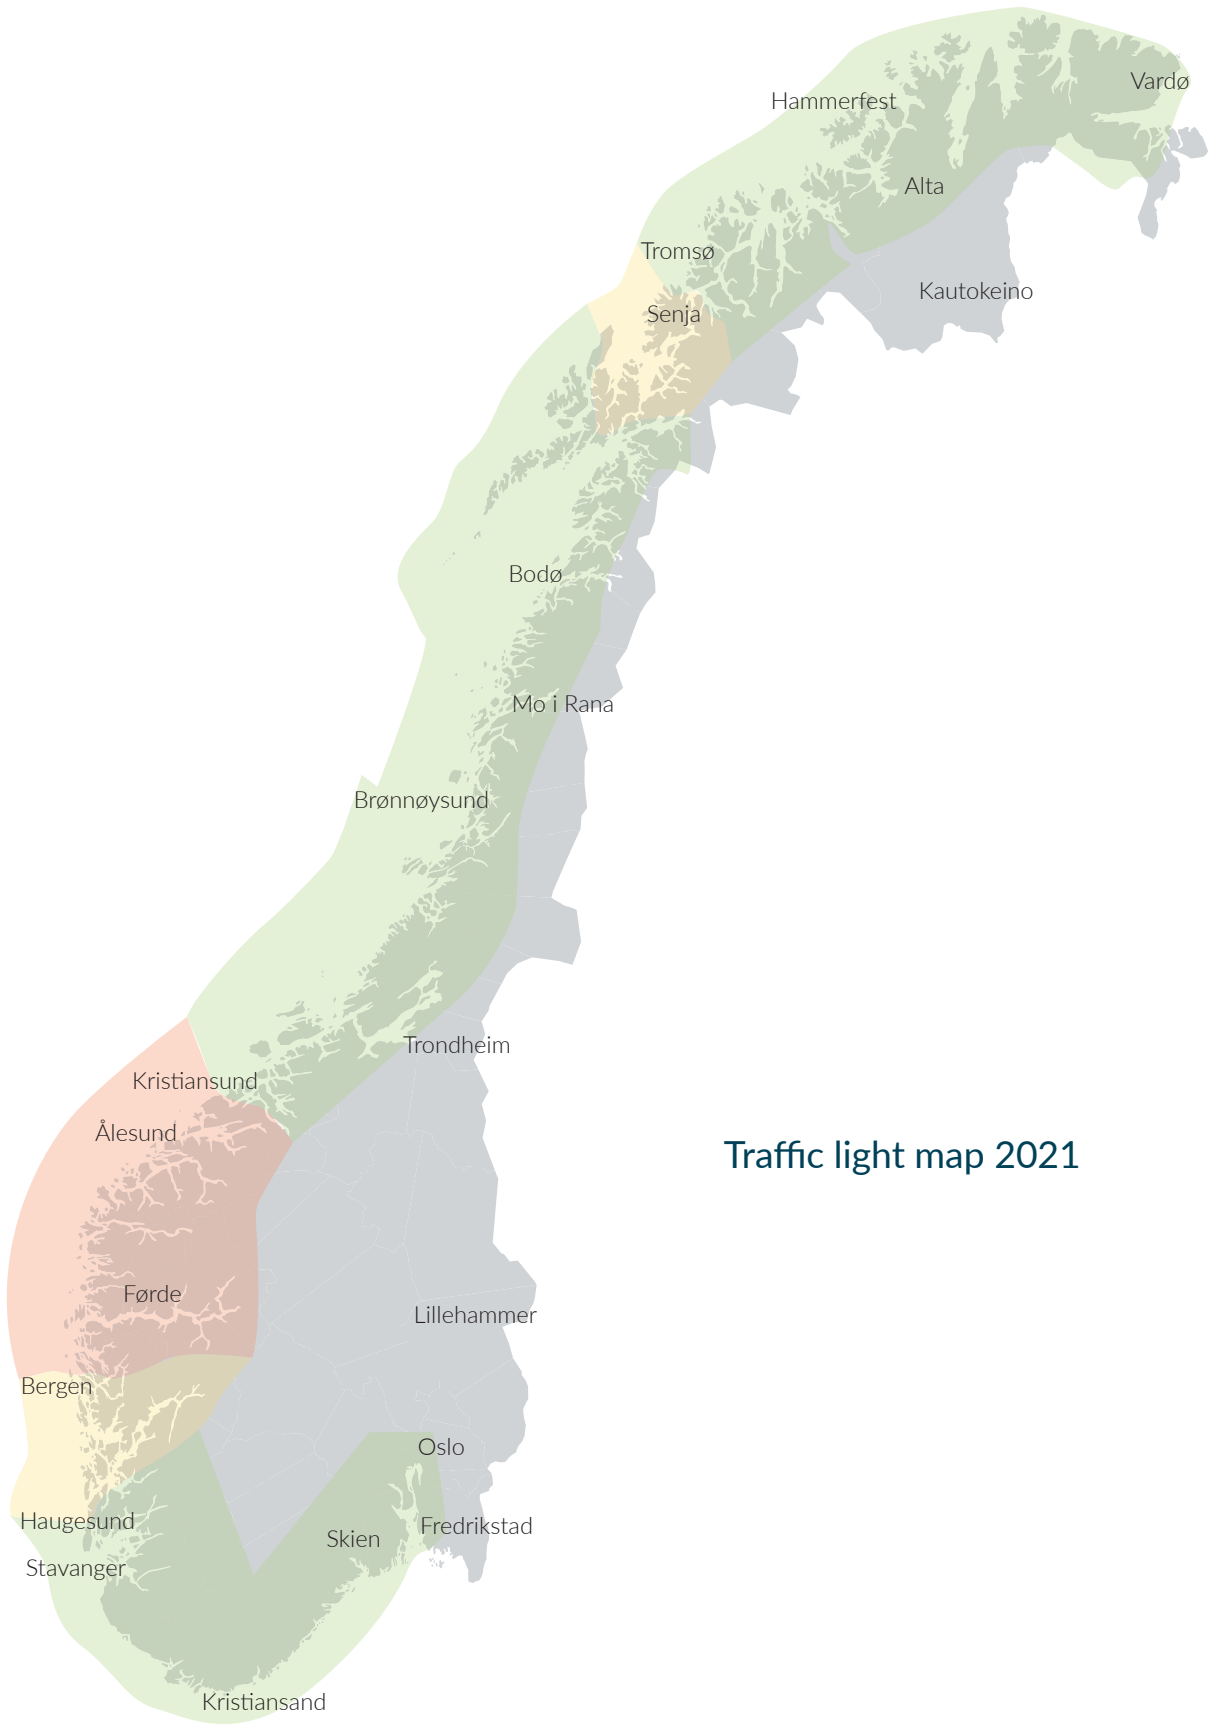 Vardø
Hammerfest
Alta
Tromsø
Kautokeino
Senja
Bodø
Mo i Rana
Brønnøysund
Trondheim
Kristiansund
Ålesund
Traffic light map 2021
Førde
Lillehammer
Bergen
Oslo
Haugesund
Fredrikstad
Skien
Stavanger
Kristiansand